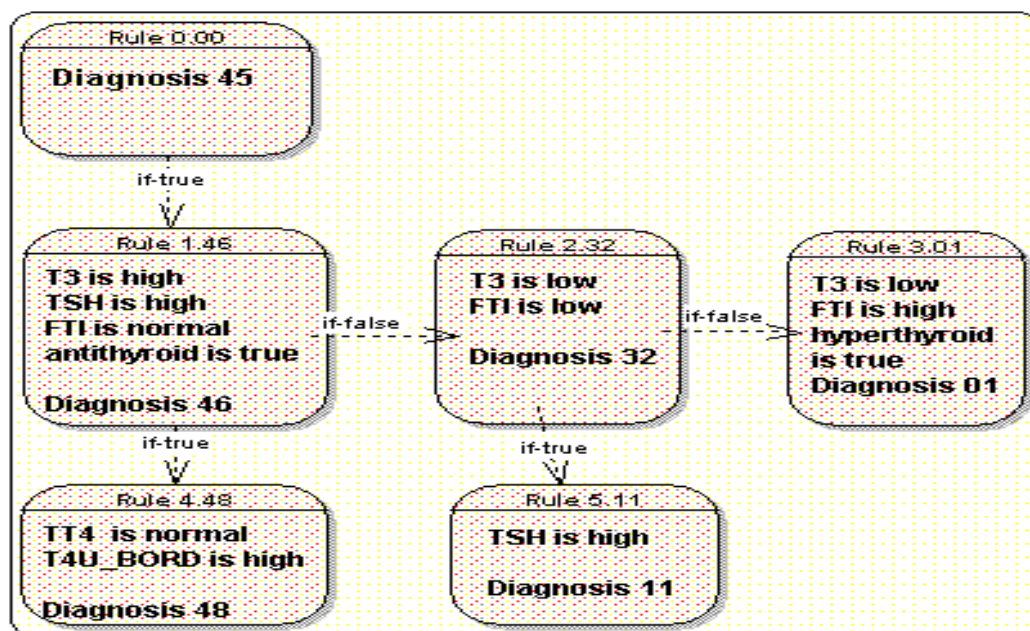 Rule 0.00
Diagnosis 45
if-true
Rule 1.46
T3 is high
TSH is high
FTI is normal
antithyroid is true
Diagnosis 46
if-false
Rule 2.32
T3 is low
FTI is low
Diagnosis 32
if-false
Rule 3.01
T3 is low
FTI is high
hyperthyroid
is true
Diagnosis 01
if-true
if-true
Rule 4.48
TT4 is normal
T4U_BORD is high
Diagnosis 48
Rule 5.11
TSH is high
Diagnosis 11